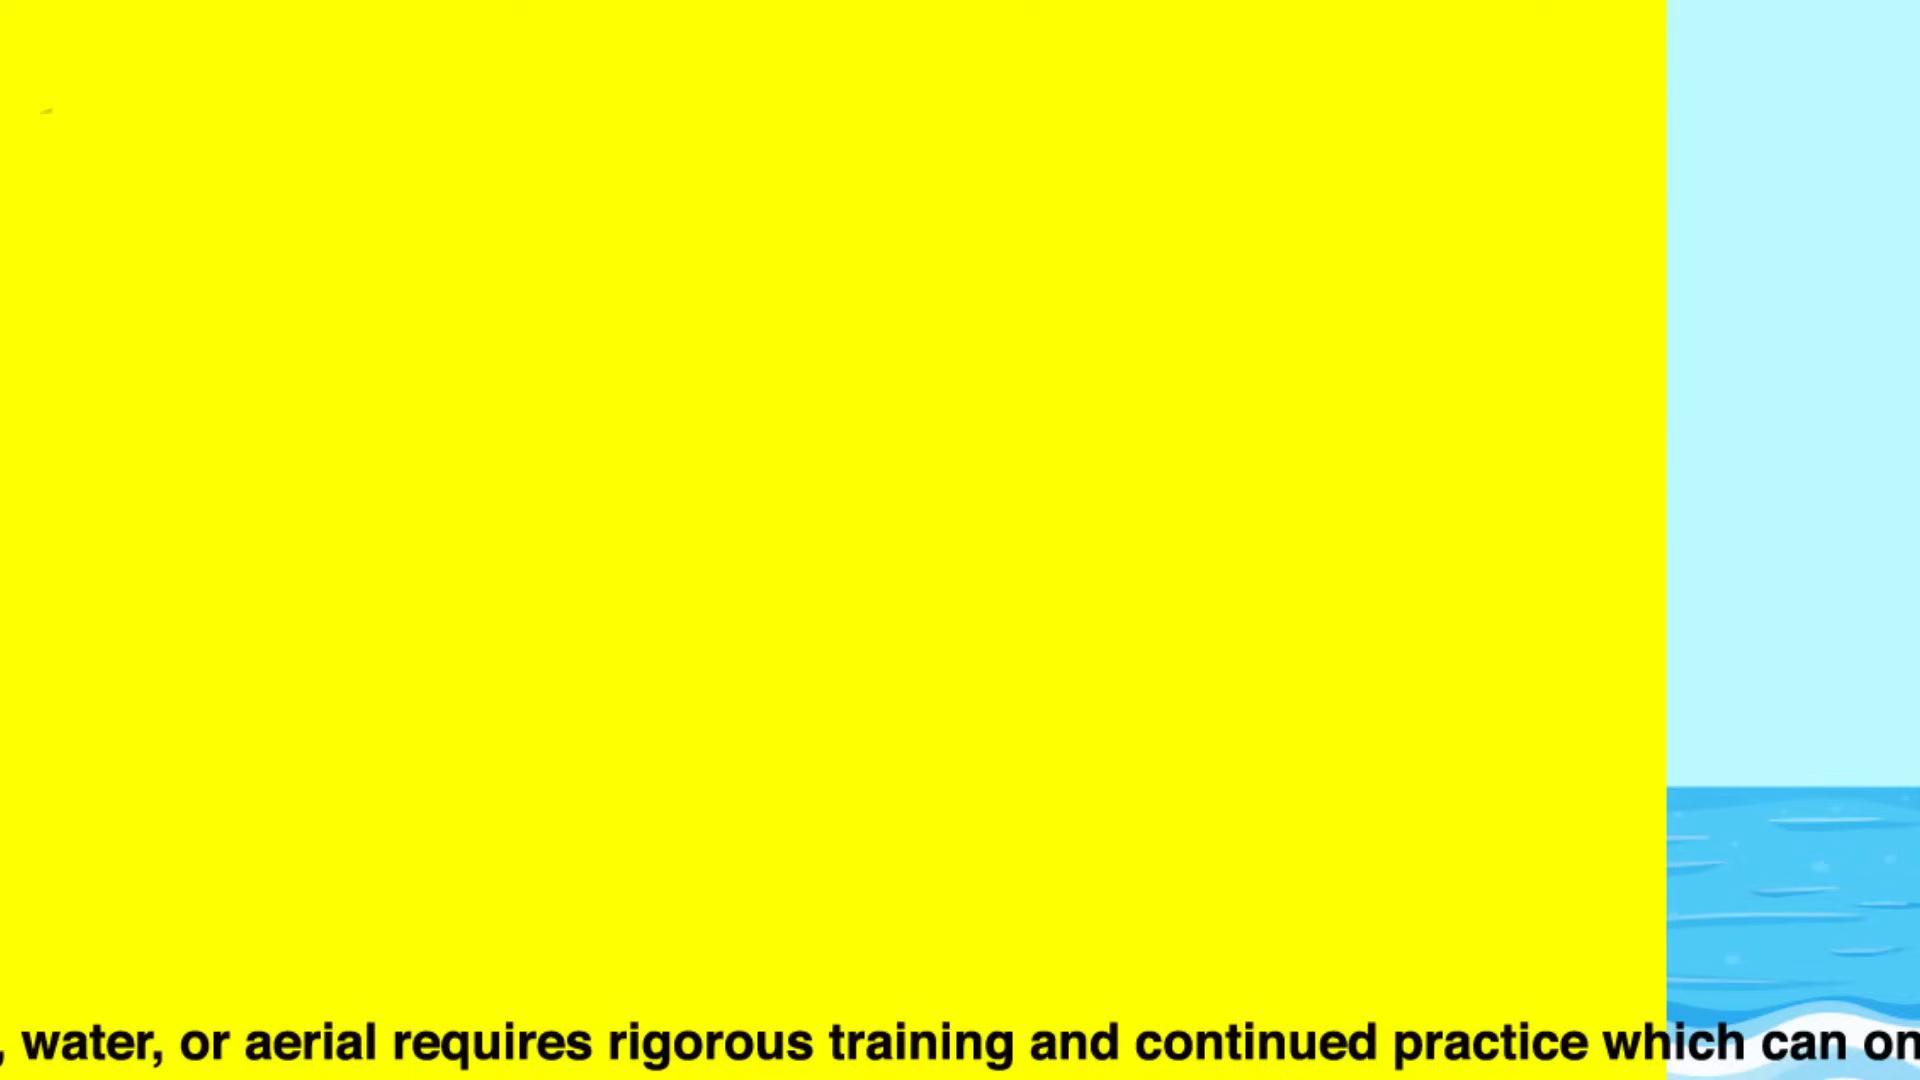 , water, or aerial requires rigorous training and continued practice which can on